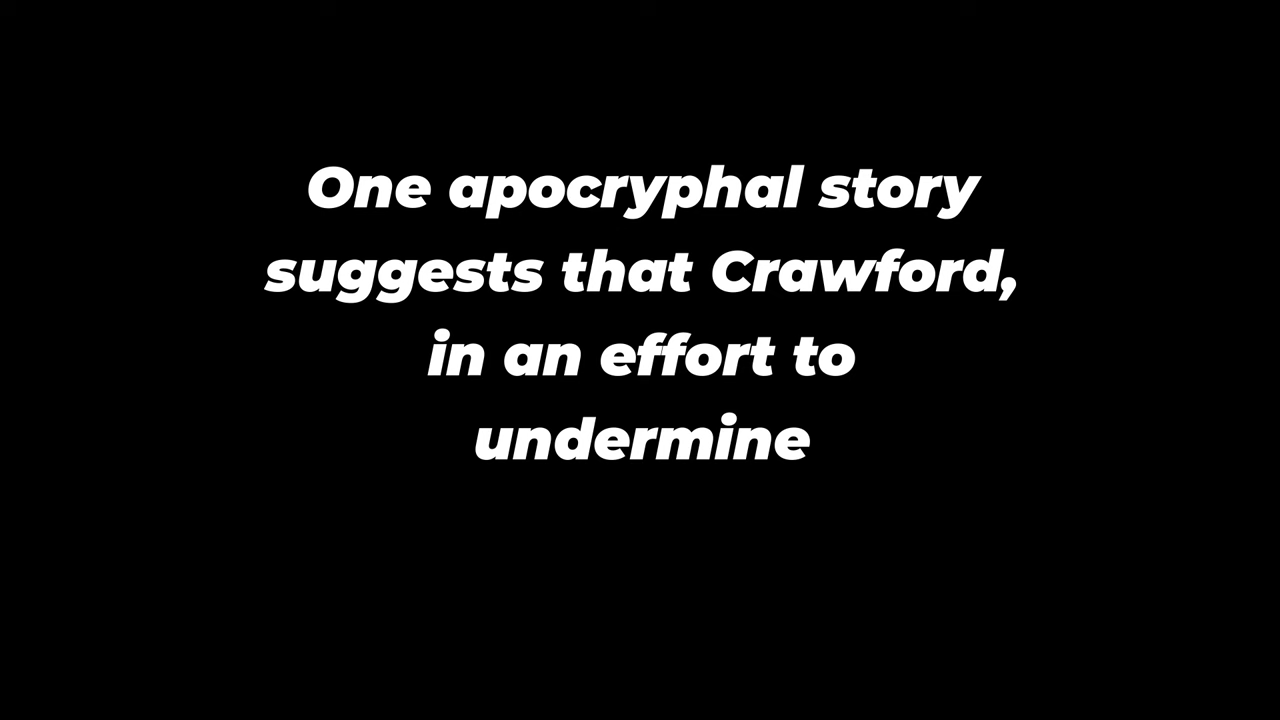 One apocryphal story
suggests that Crawford,
in an effort to
undermine